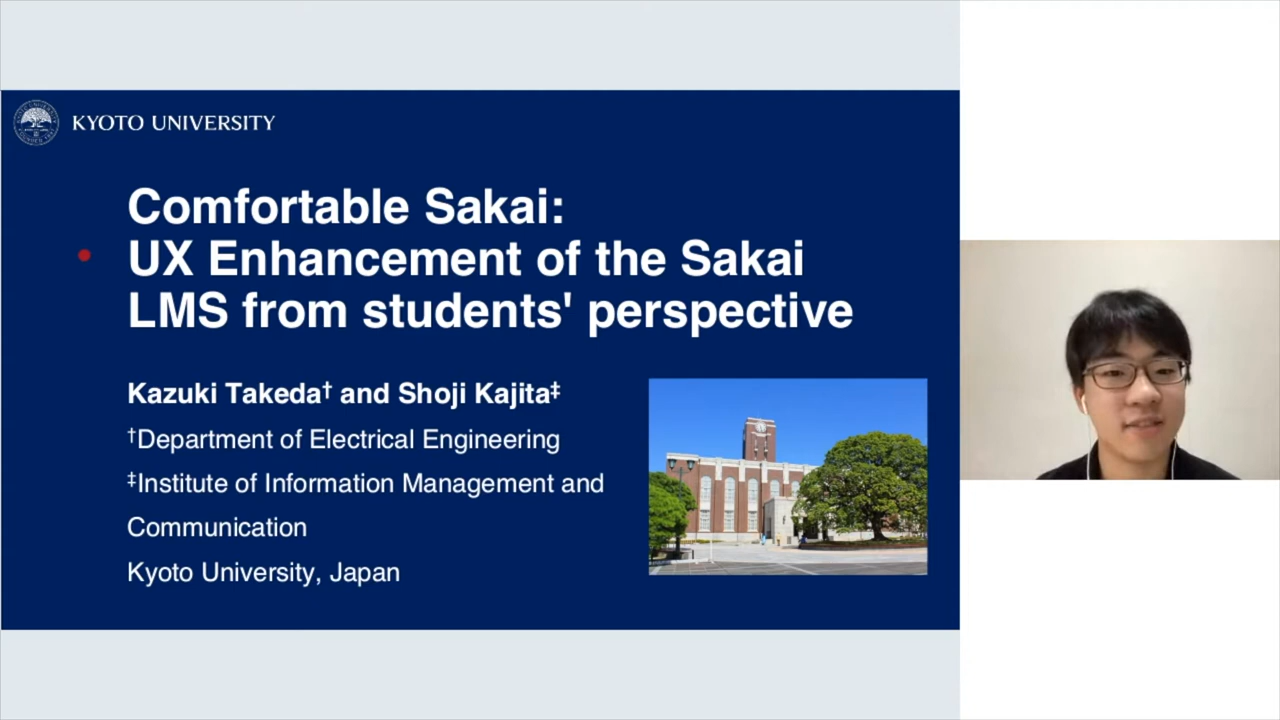 KYOTO UNIVERSITY
Comfortable Sakai:
UX Enhancement of the Sakai
LMS from students' perspective
Kazuki Takeda† and Shoji Kajita‡
†Department of Electrical Engineering
‡Institute of Information Management and
Communication
Kyoto University, Japan